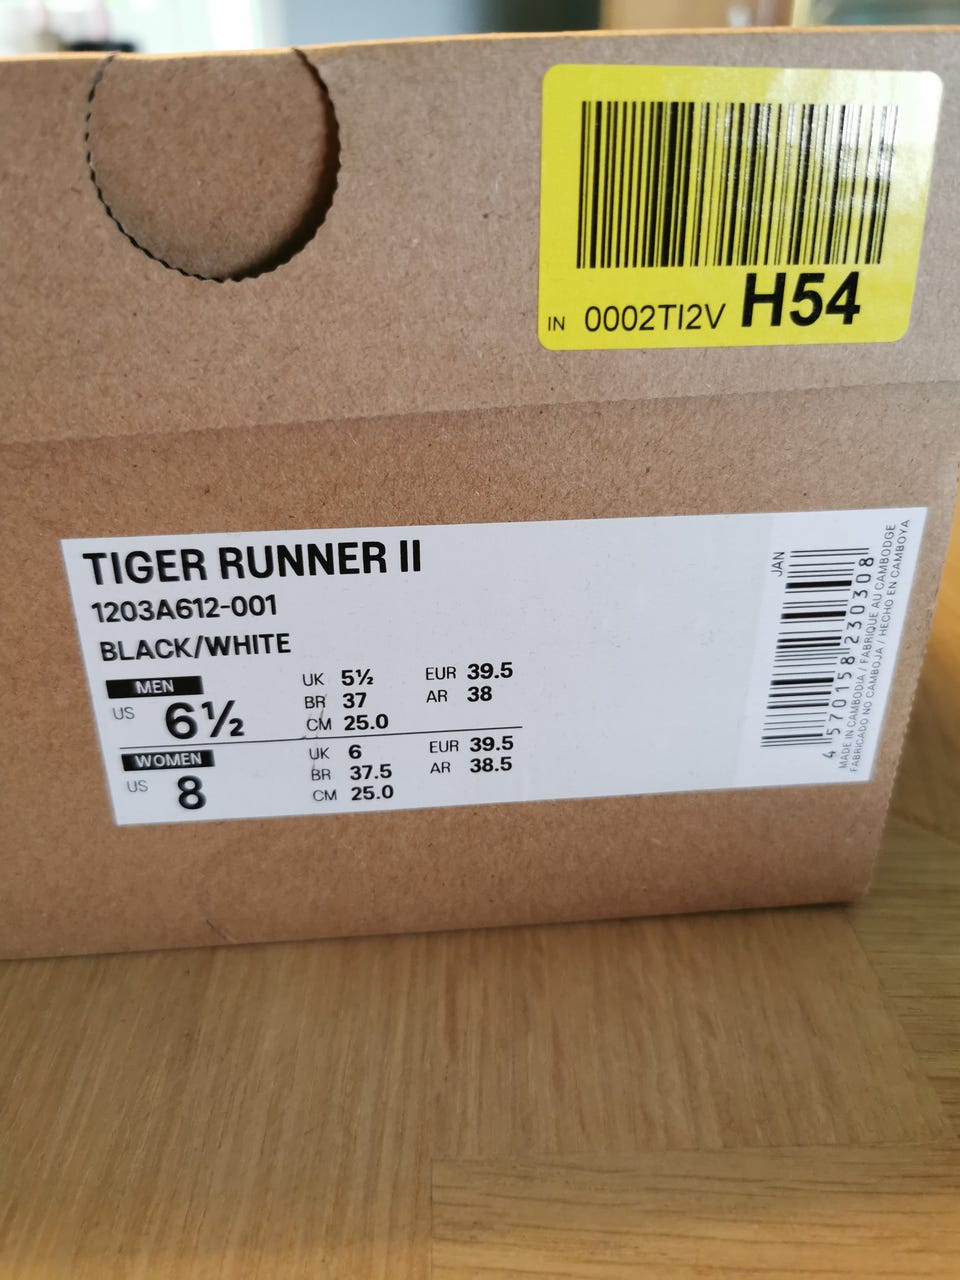 IN 0002TI2V H54
TIGER RUNNER II
1203A612-001
BLACK/WHITE
MEN
US 6½
UK 5½ EUR 39.5
BR 37 AR 38
CM 25.0
WOMEN
US 8
UK 6 EUR 39.5
BR 37.5 AR 38.5
CM 25.0
JAN
4 570158 230308
MADE IN CAMBODIA / FABRIQUE AU CAMBODGE
FABRICADO NO CAMBOJA / HECHO EN CAMBOYA